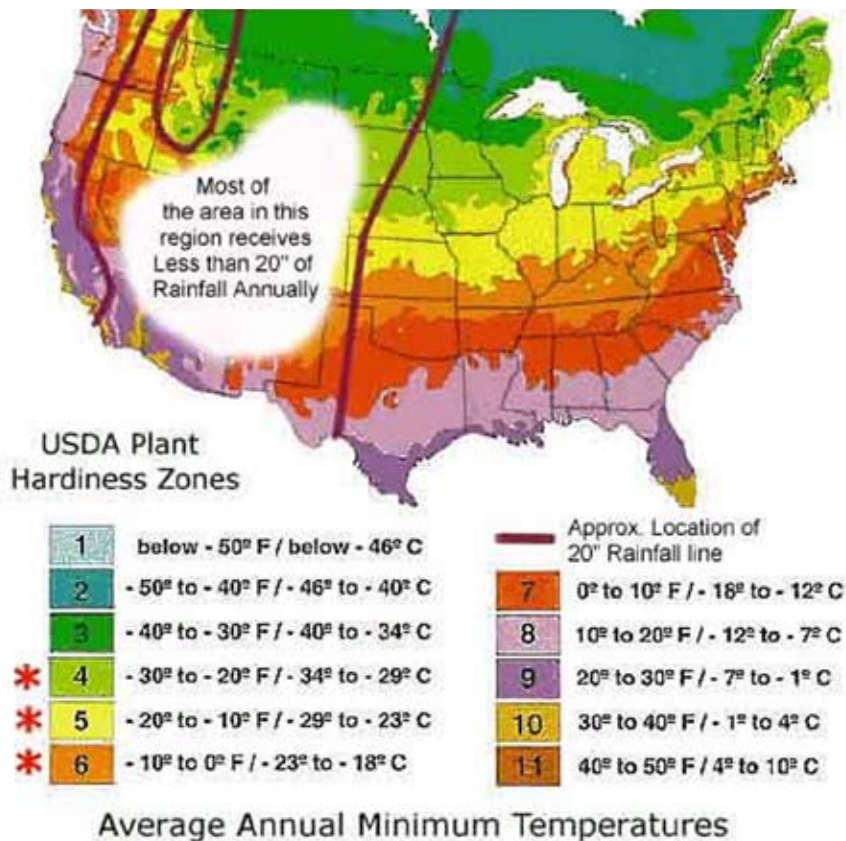 Most of
the area in this
region receives
Less than 20" of
Rainfall Annually
USDA Plant
Hardiness Zones
1 below - 50º F / below - 46º C
2 - 50º to - 40º F / - 46º to - 40º C
3 - 40º to - 30º F / - 40º to - 34º C
* 4 - 30º to - 20º F / - 34º to - 29º C
* 5 - 20º to - 10º F / - 29º to - 23º C
* 6 - 10º to 0º F / - 23º to - 18º C
Approx. Location of
20" Rainfall line
7 0º to 10º F / - 18º to - 12º C
8 10º to 20º F / - 12º to - 7º C
9 20º to 30º F / - 7º to - 1º C
10 30º to 40º F / - 1º to 4º C
11 40º to 50º F / 4º to 10º C
Average Annual Minimum Temperatures